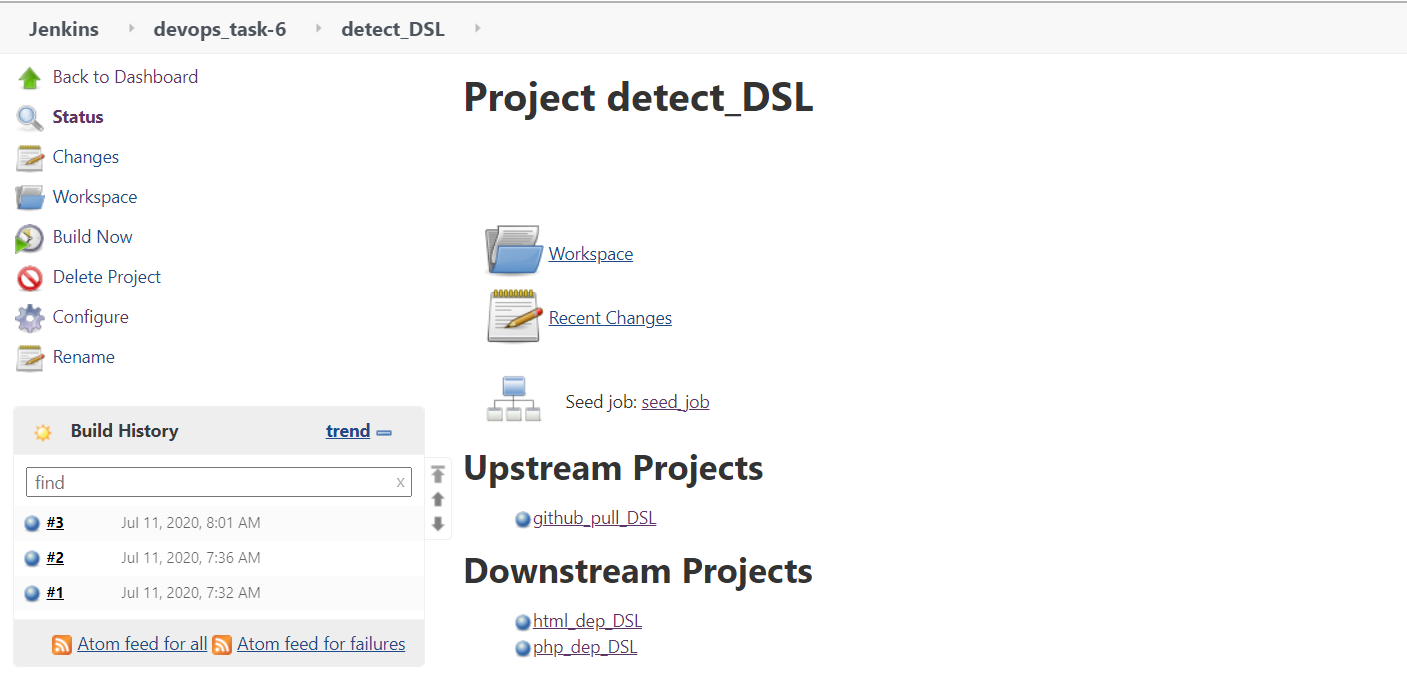 Jenkins devops_task-6 detect_DSL
Back to Dashboard
Status
Changes
Workspace
Build Now
Delete Project
Configure
Rename
Build History trend
find x
#3 Jul 11, 2020, 8:01 AM
#2 Jul 11, 2020, 7:36 AM
#1 Jul 11, 2020, 7:32 AM
Atom feed for all Atom feed for failures
Project detect_DSL
Workspace
Recent Changes
Seed job: seed_job
Upstream Projects
github_pull_DSL
Downstream Projects
html_dep_DSL
php_dep_DSL